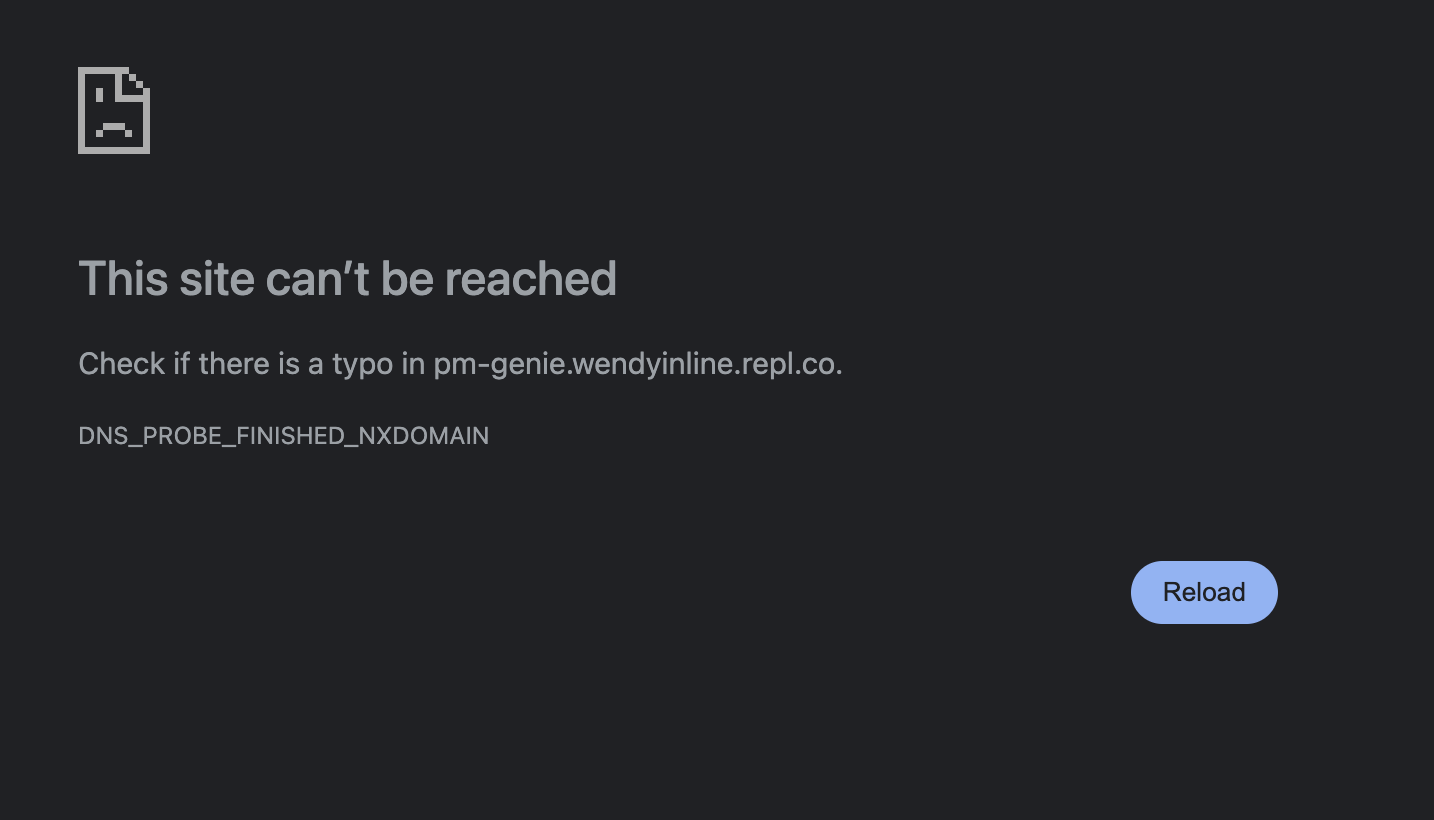 This site can’t be reached
Check if there is a typo in pm-genie.wendyinline.repl.co.
DNS_PROBE_FINISHED_NXDOMAIN
Reload